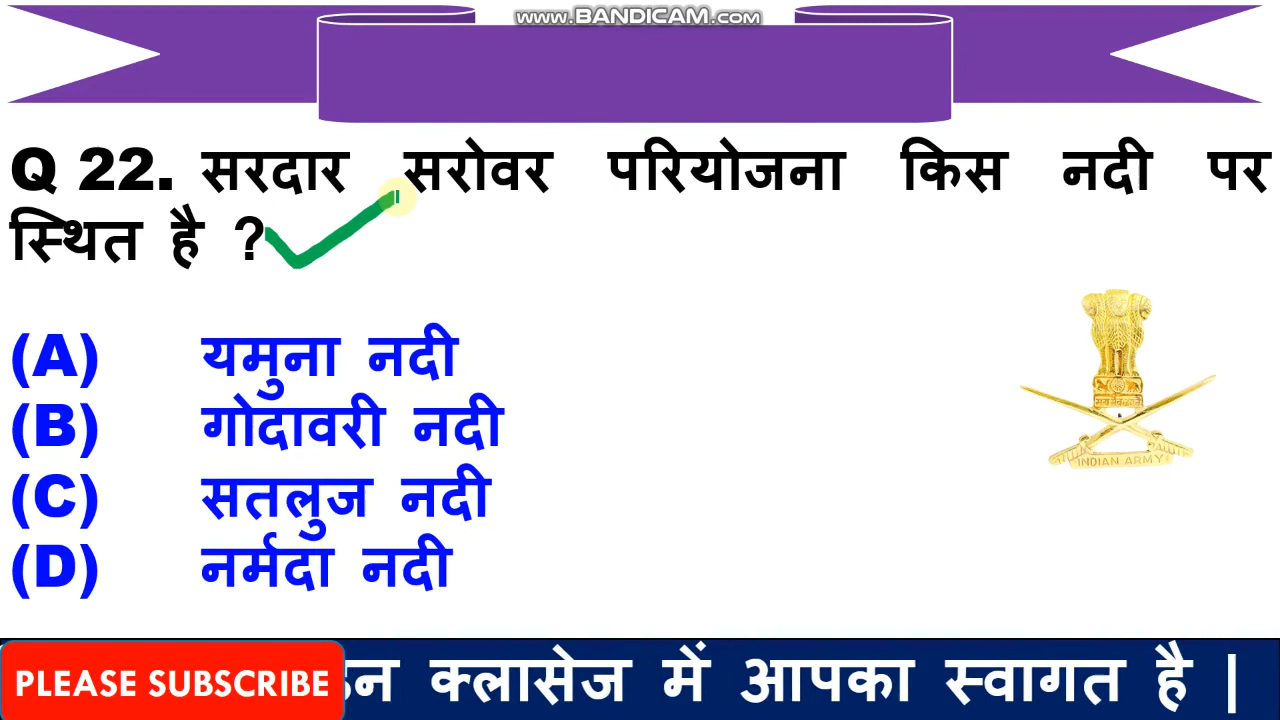 www.BANDICAM.com
Q 22. सरदार सरोवर परियोजना किस नदी पर
स्थित है ?
(A) यमुना नदी
(B) गोदावरी नदी
(C) सतलुज नदी
(D) नर्मदा नदी
INDIAN ARMY
PLEASE SUBSCRIBE
क्लासेज में आपका स्वागत है |